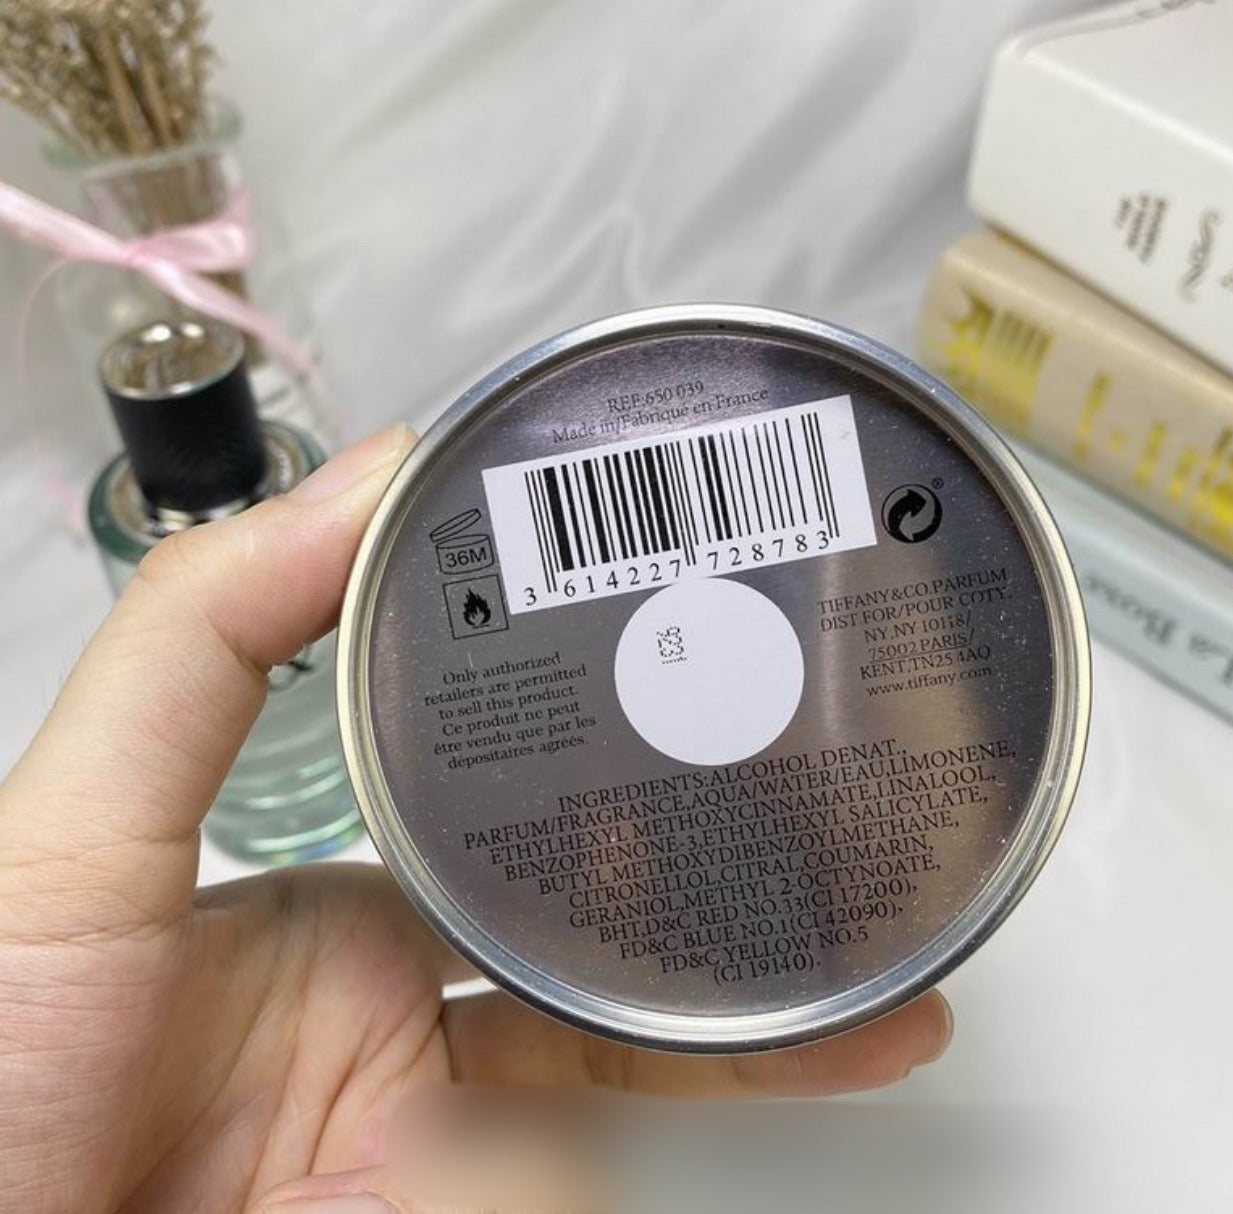 REF:650 039
Made in/Fabriqué en France
3 614227 728783
36M
®
Only authorized
retailers are permitted
to sell this product.
Ce produit ne peut
être vendu que par les
dépositaires agréés.
TIFFANY&CO.PARFUM
DIST FOR/POUR COTY.
NY.NY 10118/
75002 PARIS/
KENT.TN25 4AQ
www.tiffany.com
INGREDIENTS:ALCOHOL DENAT.,
PARFUM/FRAGRANCE,AQUA/WATER/EAU,LIMONENE,
ETHYLHEXYL METHOXYCINNAMATE,LINALOOL,
BENZOPHENONE-3,ETHYLHEXYL SALICYLATE,
BUTYL METHOXYDIBENZOYLMETHANE,
CITRONELLOL,CITRAL,COUMARIN,
GERANIOL,METHYL 2-OCTYNOATE,
BHT,D&C RED NO.33(CI 17200),
FD&C BLUE NO.1(CI 42090),
FD&C YELLOW NO.5
(CI 19140).